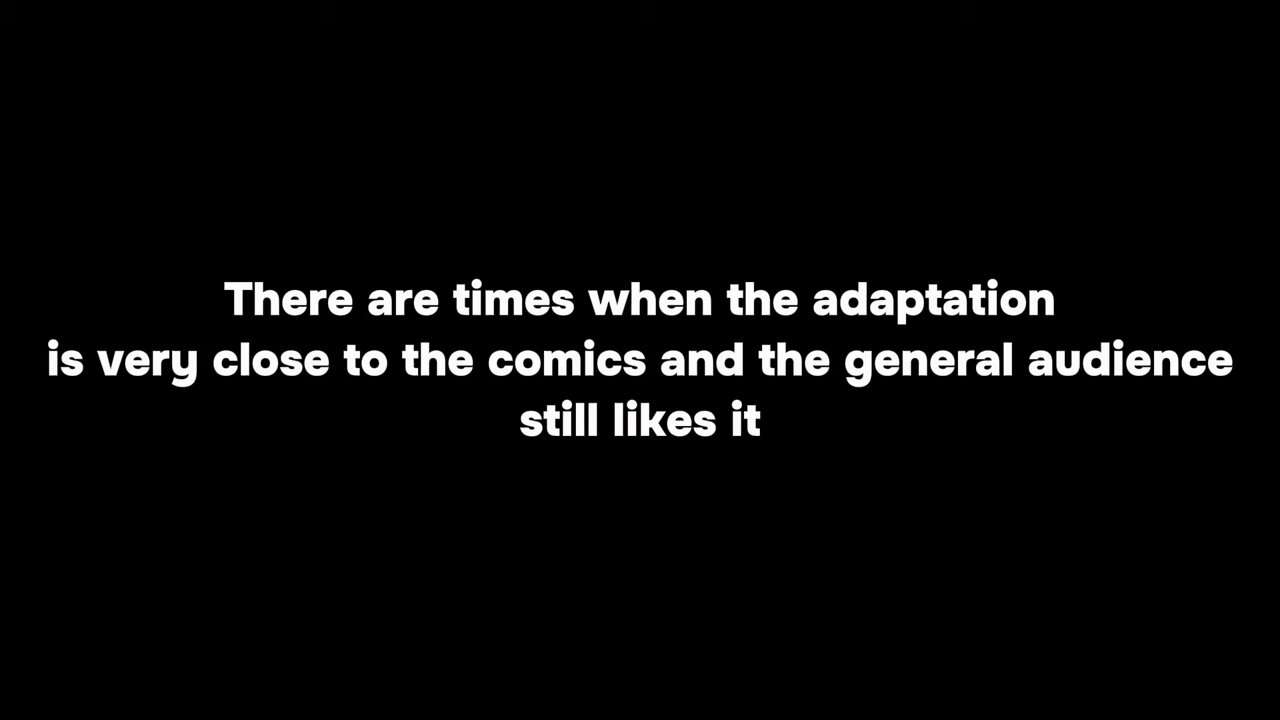 There are times when the adaptation
is very close to the comics and the general audience
still likes it